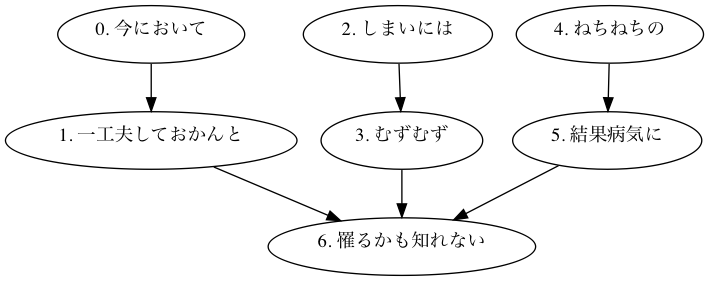 0. 今において
2. しまいには
4. ねちねちの
1. 一工夫しておかんと
3. むずむず
5. 結果病気に
6. 罹るかも知れない